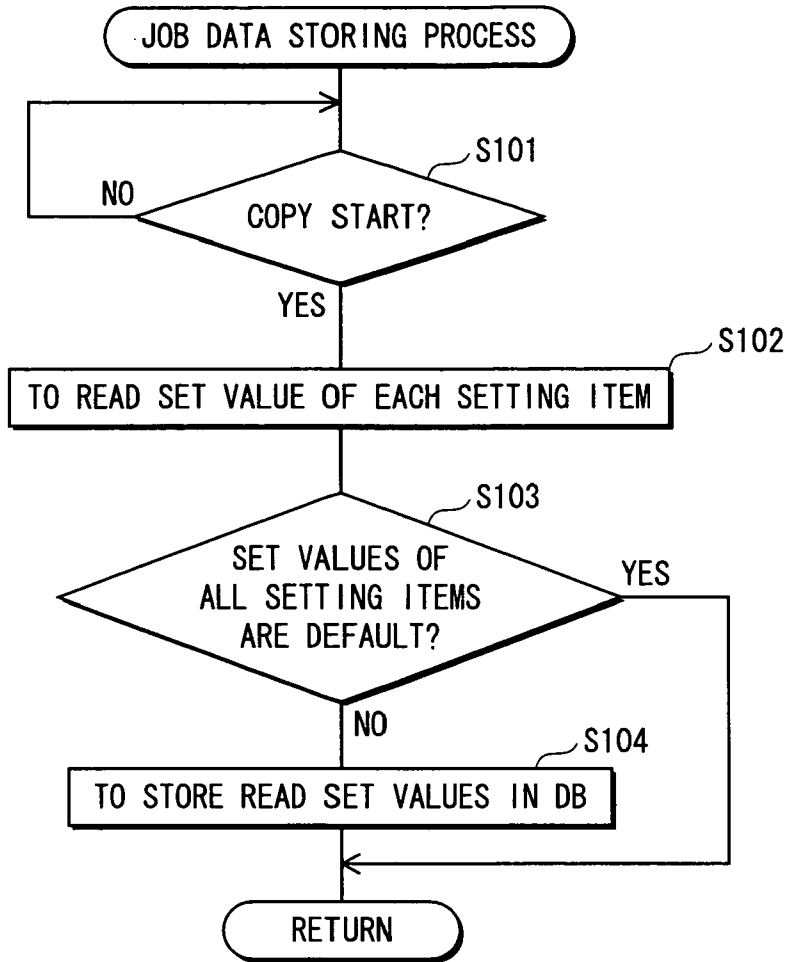 JOB DATA STORING PROCESS
S101
NO
COPY START?
YES
S102
TO READ SET VALUE OF EACH SETTING ITEM
S103
SET VALUES OF
ALL SETTING ITEMS
ARE DEFAULT?
YES
NO
S104
TO STORE READ SET VALUES IN DB
RETURN